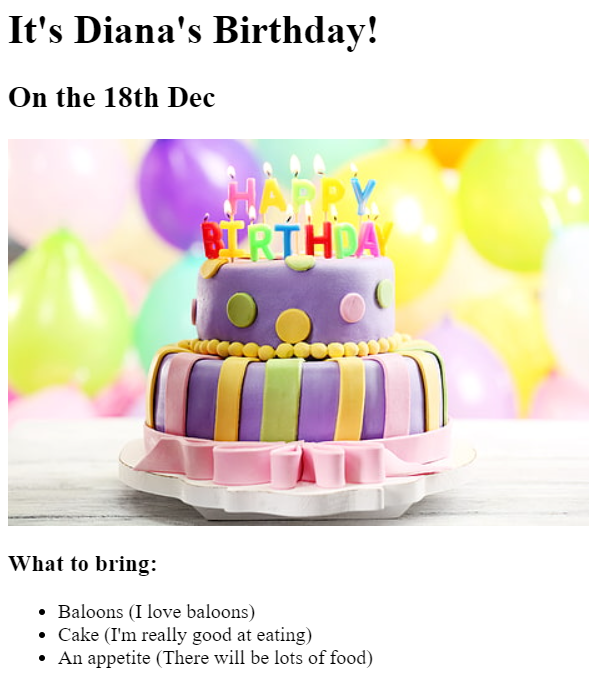 It's Diana's Birthday!
On the 18th Dec
HAPPY
BIRTHDAY
What to bring:
Baloons (I love baloons)
Cake (I'm really good at eating)
An appetite (There will be lots of food)